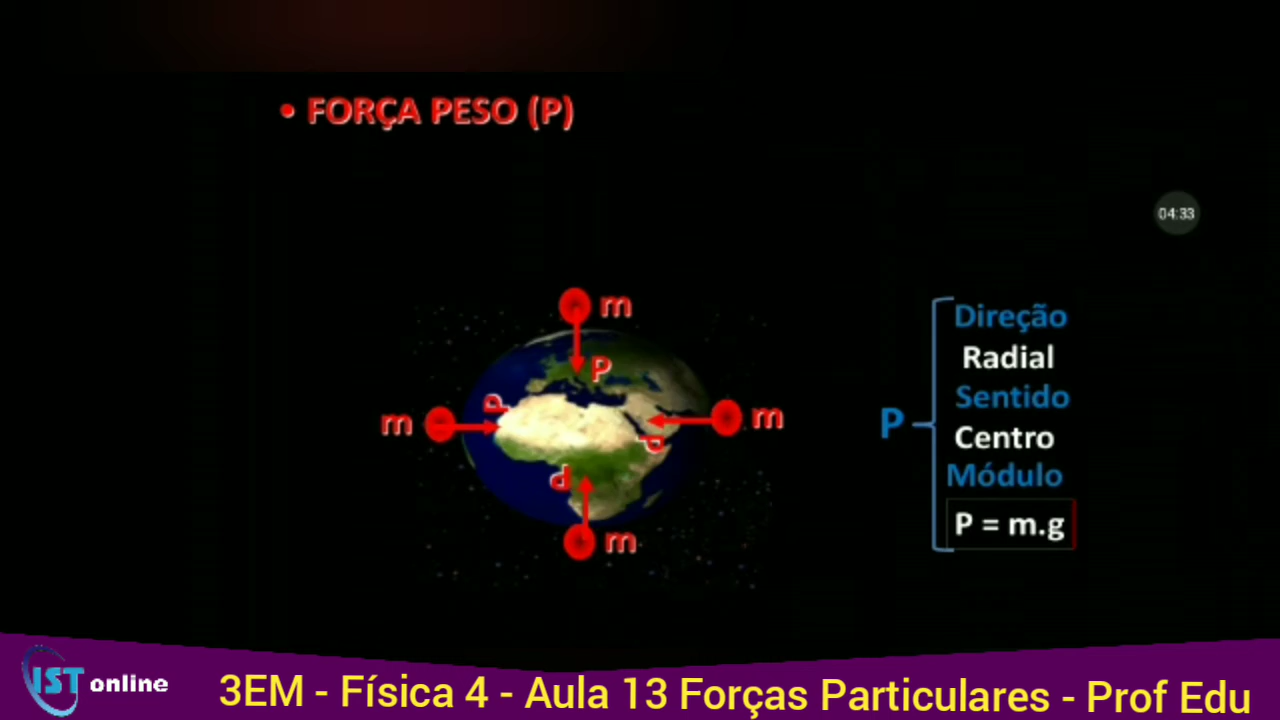 • FORÇA PESO (P)
04:33
m
P
m
P
m
P
P
m
P
Direção
Radial
Sentido
Centro
Módulo
P = m.g
IST online
3EM - Física 4 - Aula 13 Forças Particulares - Prof Edu